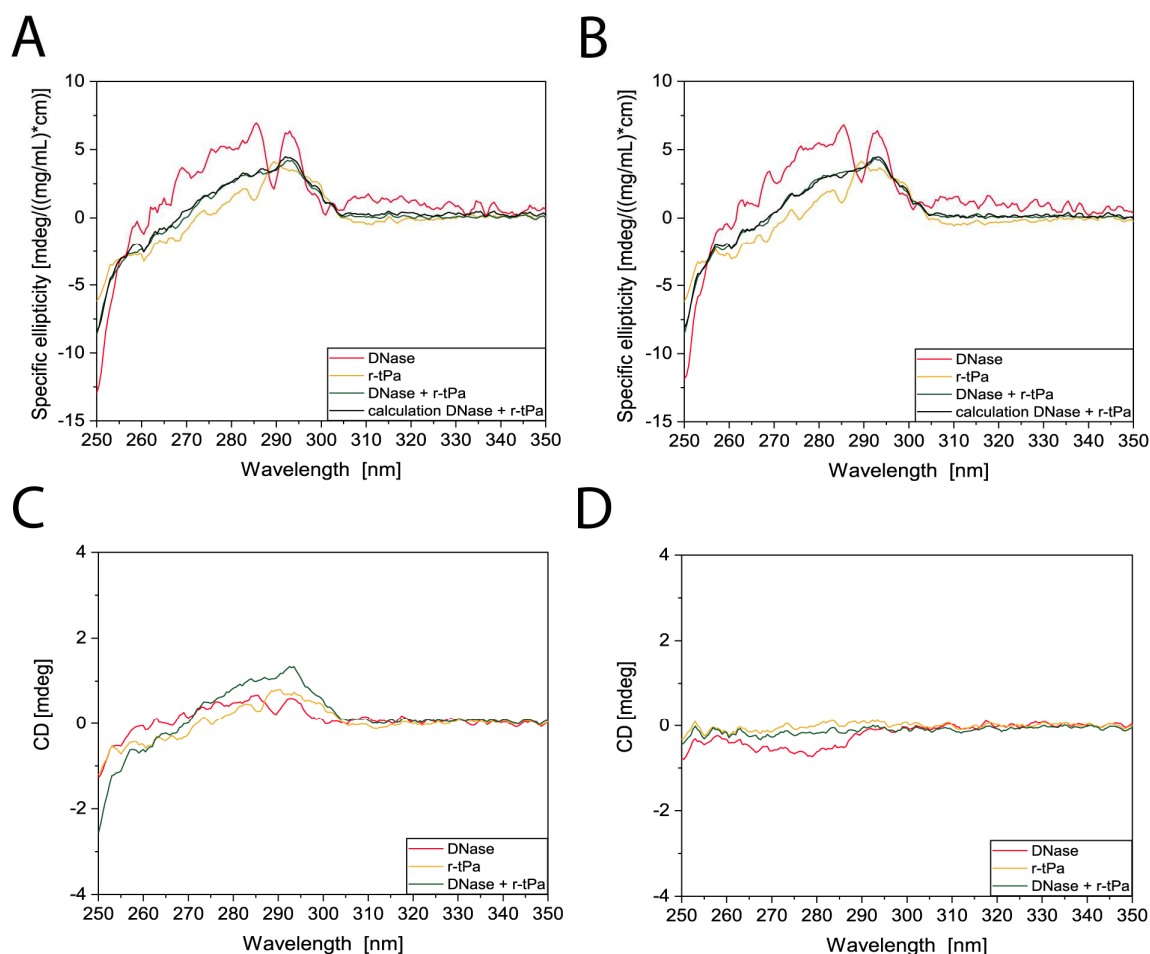 A
Specific ellipticity [mdeg/((mg/mL)*cm)]
10
5
0
-5
-10
-15
250 260 270 280 290 300 310 320 330 340 350
Wavelength [nm]
DNase
r-tPa
DNase + r-tPa
calculation DNase + r-tPa
B
Specific ellipticity [mdeg/((mg/mL)*cm)]
10
5
0
-5
-10
-15
250 260 270 280 290 300 310 320 330 340 350
Wavelength [nm]
DNase
r-tPa
DNase + r-tPa
calculation DNase + r-tPa
C
CD [mdeg]
4
2
0
-2
-4
250 260 270 280 290 300 310 320 330 340 350
Wavelength [nm]
DNase
r-tPa
DNase + r-tPa
D
CD [mdeg]
4
2
0
-2
-4
250 260 270 280 290 300 310 320 330 340 350
Wavelength [nm]
DNase
r-tPa
DNase + r-tPa